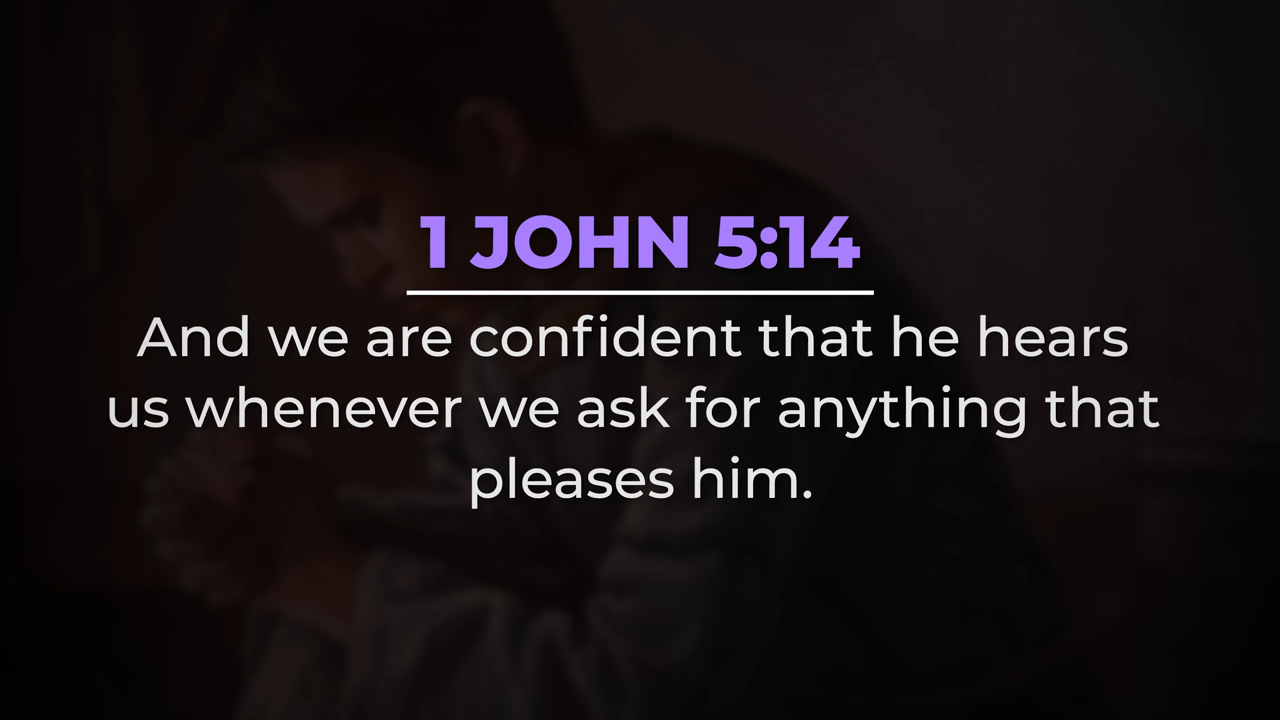 1 JOHN 5:14
And we are confident that he hears
us whenever we ask for anything that
pleases him.